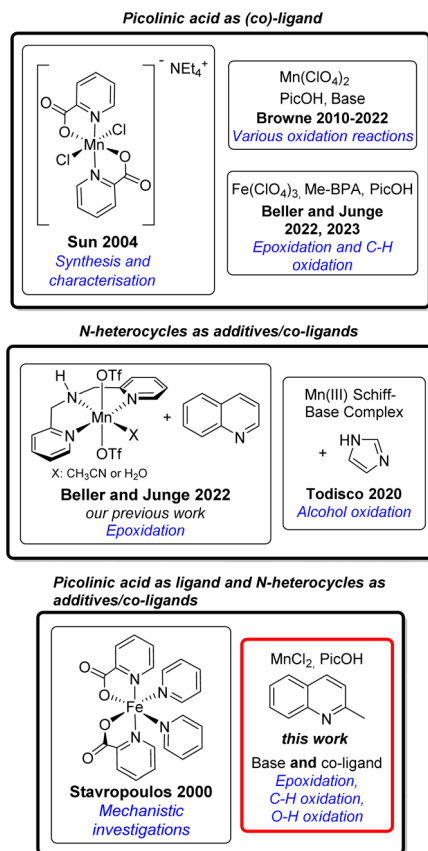 Picolinic acid as (co)-ligand
- NEt4+
O
O
N
Cl
Mn
Cl
N
O
O
Sun 2004
Synthesis and
characterisation
Mn(ClO4)2
PicOH, Base
Browne 2010-2022
Various oxidation reactions
Fe(ClO4)3, Me-BPA, PicOH
Beller and Junge
2022, 2023
Epoxidation and C-H
oxidation
N-heterocycles as additives/co-ligands
H
OTf
N
N
Mn
N
X
OTf
X: CH3CN or H2O
+
N
Beller and Junge 2022
our previous work
Epoxidation
Mn(III) Schiff-
Base Complex
+
HN
N
Todisco 2020
Alcohol oxidation
Picolinic acid as ligand and N-heterocycles as
additives/co-ligands
O
N
N
O
Fe
O
N
N
O
Stavropoulos 2000
Mechanistic
investigations
MnCl2, PicOH
N
this work
Base and co-ligand
Epoxidation,
C-H oxidation,
O-H oxidation